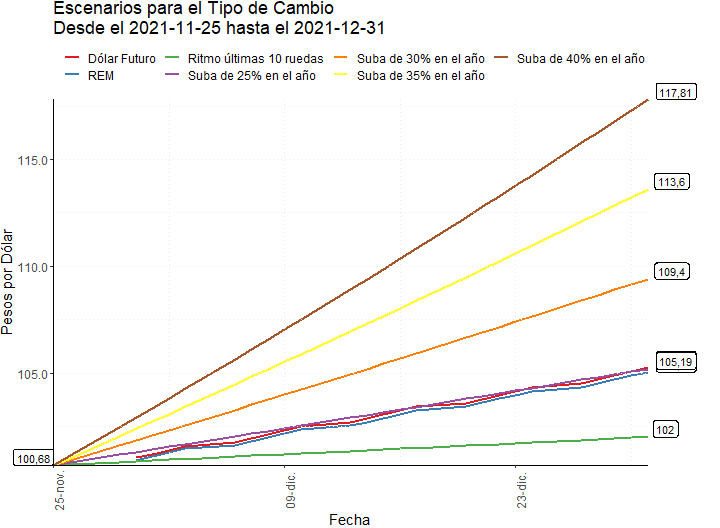 Escenarios para el Tipo de Cambio
Desde el 2021-11-25 hasta el 2021-12-31
Dólar Futuro
Ritmo últimas 10 ruedas
Suba de 30% en el año
Suba de 40% en el año
REM
Suba de 25% en el año
Suba de 35% en el año
117,81
115.0
113,6
110.0
109,4
105,19
105.0
102
100,68
Pesos por Dólar
25-nov.
09-dic.
23-dic.
Fecha